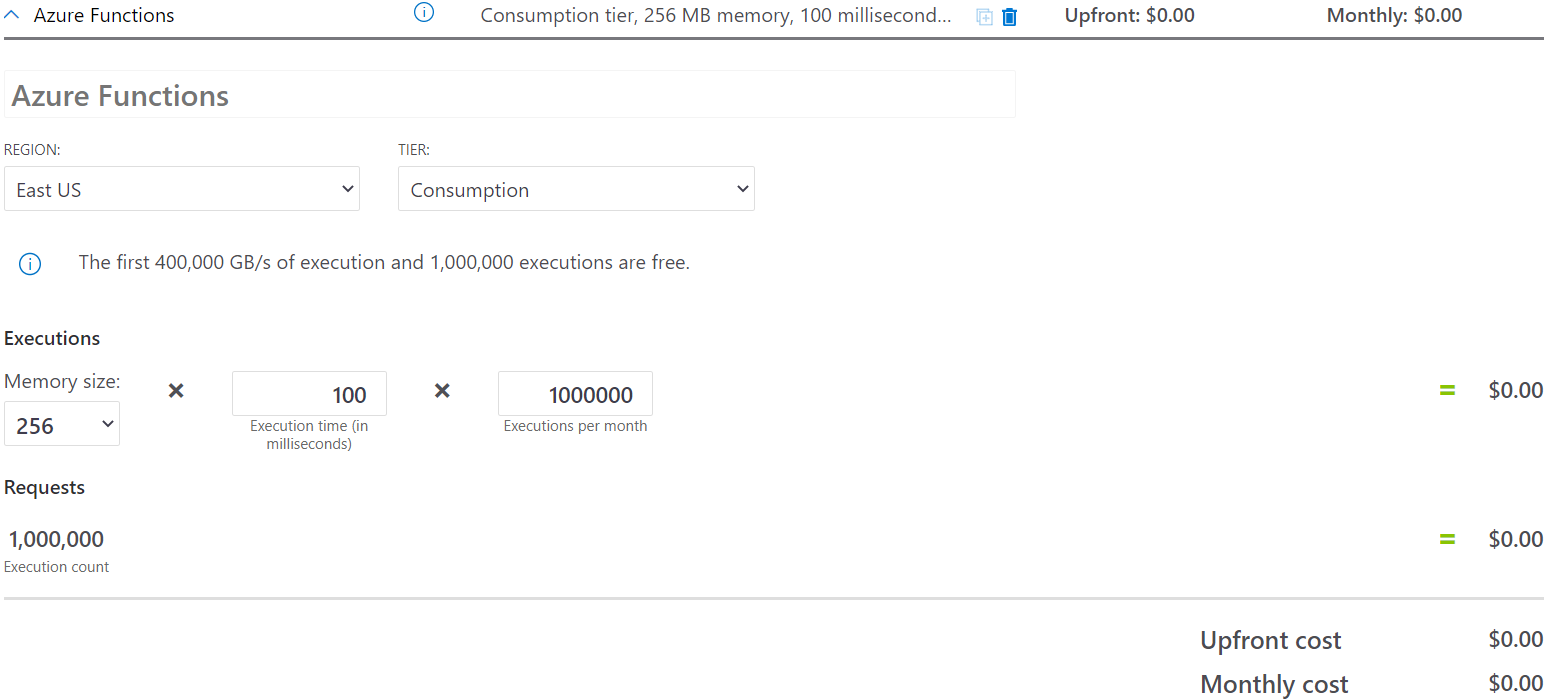 Azure Functions
Consumption tier, 256 MB memory, 100 millisecond...
Upfront: $0.00
Monthly: $0.00
Azure Functions
REGION:
TIER:
East US
Consumption
The first 400,000 GB/s of execution and 1,000,000 executions are free.
Executions
Memory size:
256
100
Execution time (in
milliseconds)
1000000
Executions per month
= $0.00
Requests
1,000,000
Execution count
= $0.00
Upfront cost $0.00
Monthly cost $0.00